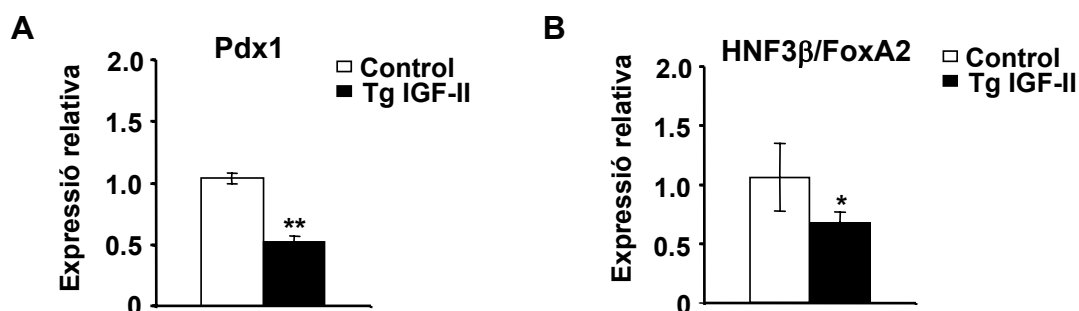 A
Pdx1
Control
Tg IGF-II
Expressió relativa
2.0
1.5
1.0
0.5
0
**
B
HNF3β/FoxA2
Control
Tg IGF-II
Expressió relativa
2.0
1.5
1.0
0.5
0
*